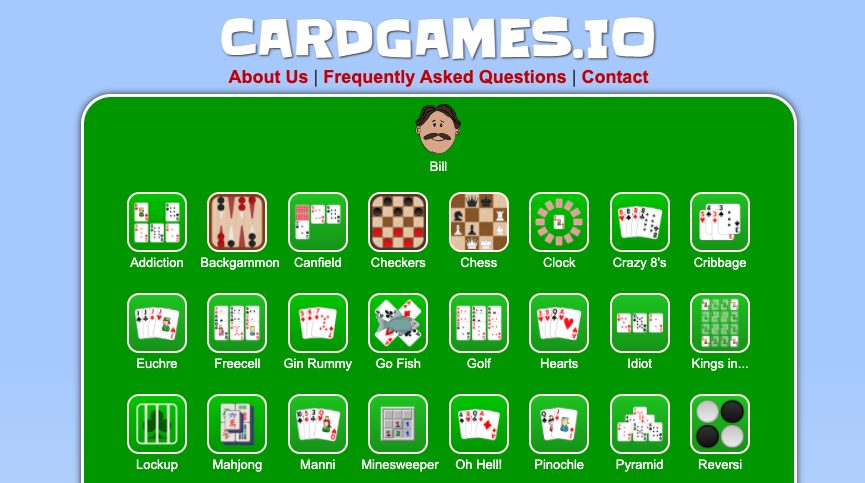 CARDGAMES.IO
About Us | Frequently Asked Questions | Contact
Bill
Addiction Backgammon Canfield Checkers Chess Clock Crazy 8's Cribbage
Euchre Freecell Gin Rummy Go Fish Golf Hearts Idiot Kings in...
Lockup Mahjong Manni Minesweeper Oh Hell! Pinochle Pyramid Reversi